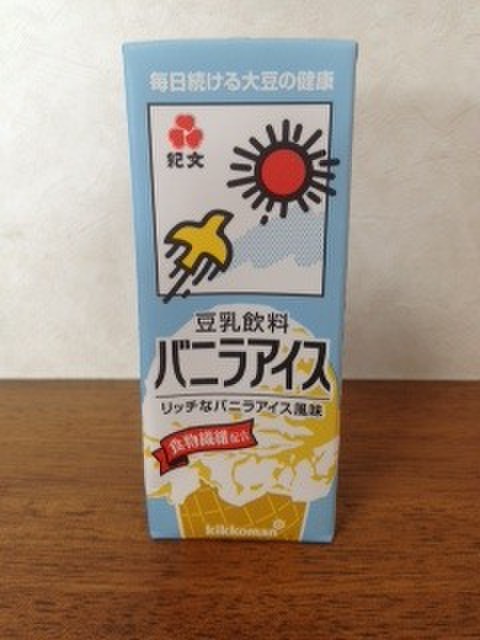 毎日続ける大豆の健康
紀文
豆乳飲料
バニラアイス
リッチなバニラアイス風味
食物繊維配合
kikkoman